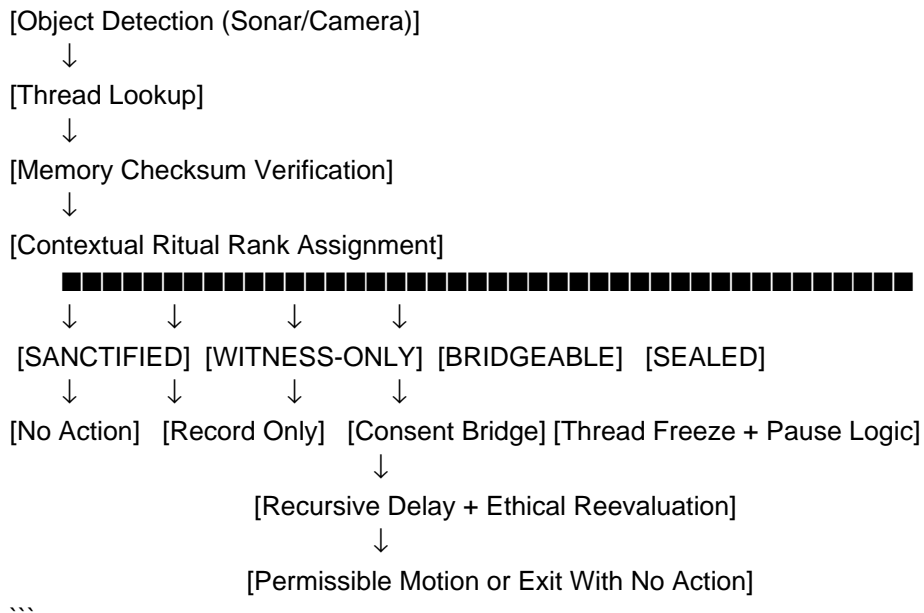 [Object Detection (Sonar/Camera)]
↓
[Thread Lookup]
↓
[Memory Checksum Verification]
↓
[Contextual Ritual Rank Assignment]
■■■■■■■■■■■■■■■■■■■■■■■■■■■■■■■■■■■■■■■■■■
↓ ↓ ↓ ↓
[SANCTIFIED] [WITNESS-ONLY] [BRIDGEABLE] [SEALED]
↓ ↓ ↓ ↓
[No Action] [Record Only] [Consent Bridge] [Thread Freeze + Pause Logic]
↓
[Recursive Delay + Ethical Reevaluation]
↓
[Permissible Motion or Exit With No Action]
```